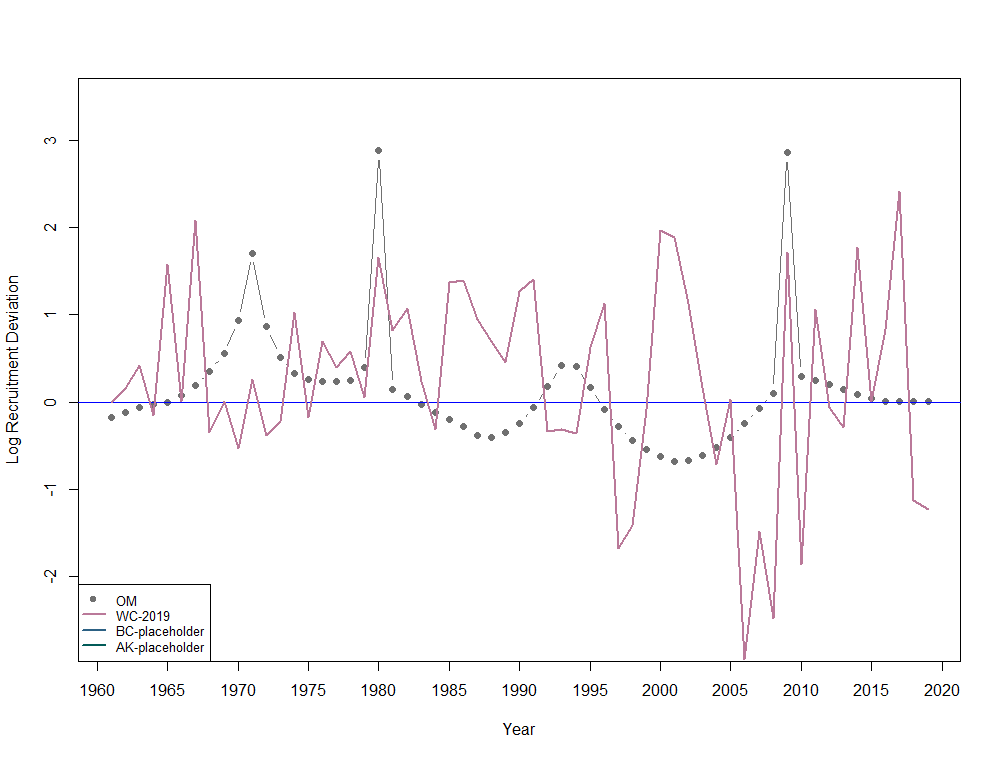 3
2
1
0
-1
-2
Log Recruitment Deviation
OM
WC-2019
BC-placeholder
AK-placeholder
1960 1965 1970 1975 1980 1985 1990 1995 2000 2005 2010 2015 2020
Year